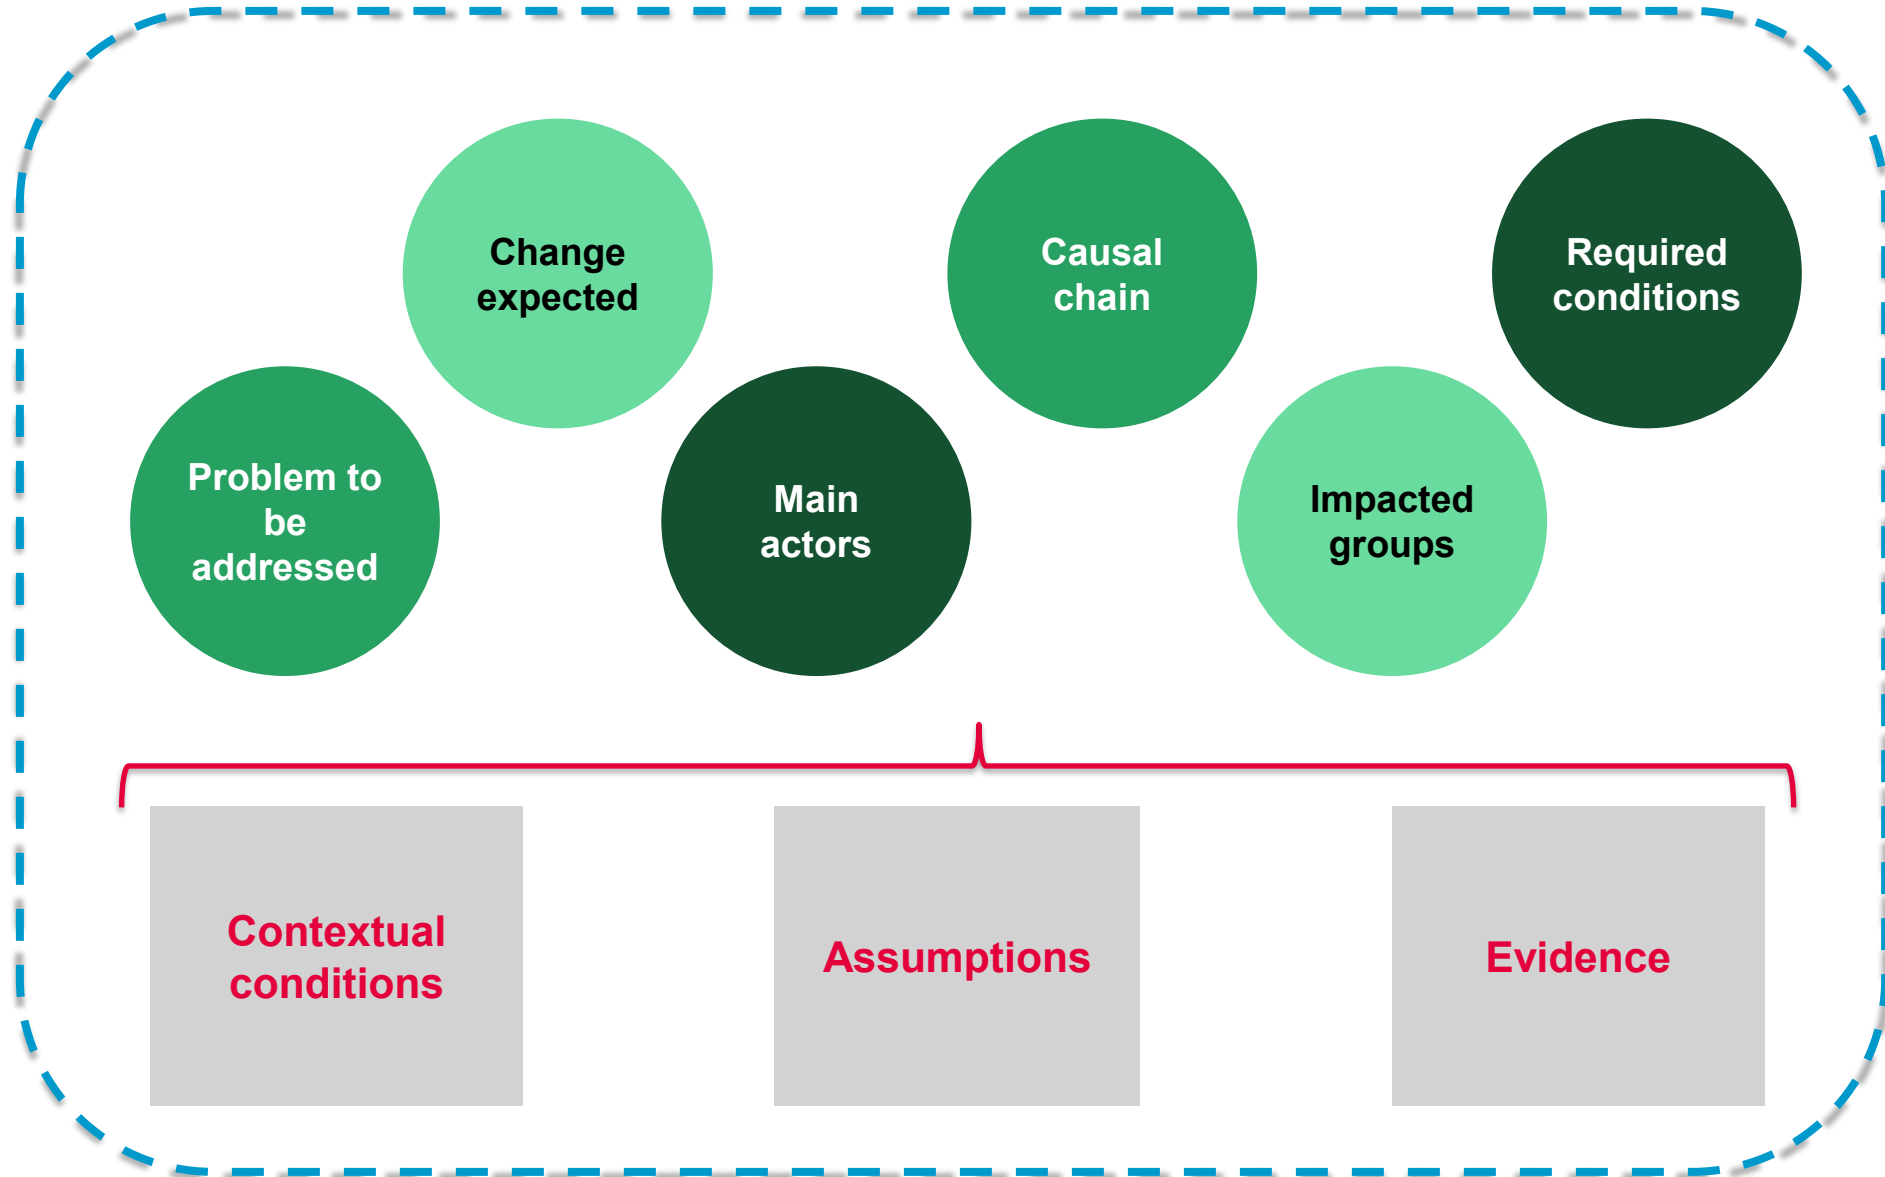 Change
expected
Causal
chain
Required
conditions
Problem to
be
addressed
Main
actors
Impacted
groups
Contextual
conditions
Assumptions
Evidence